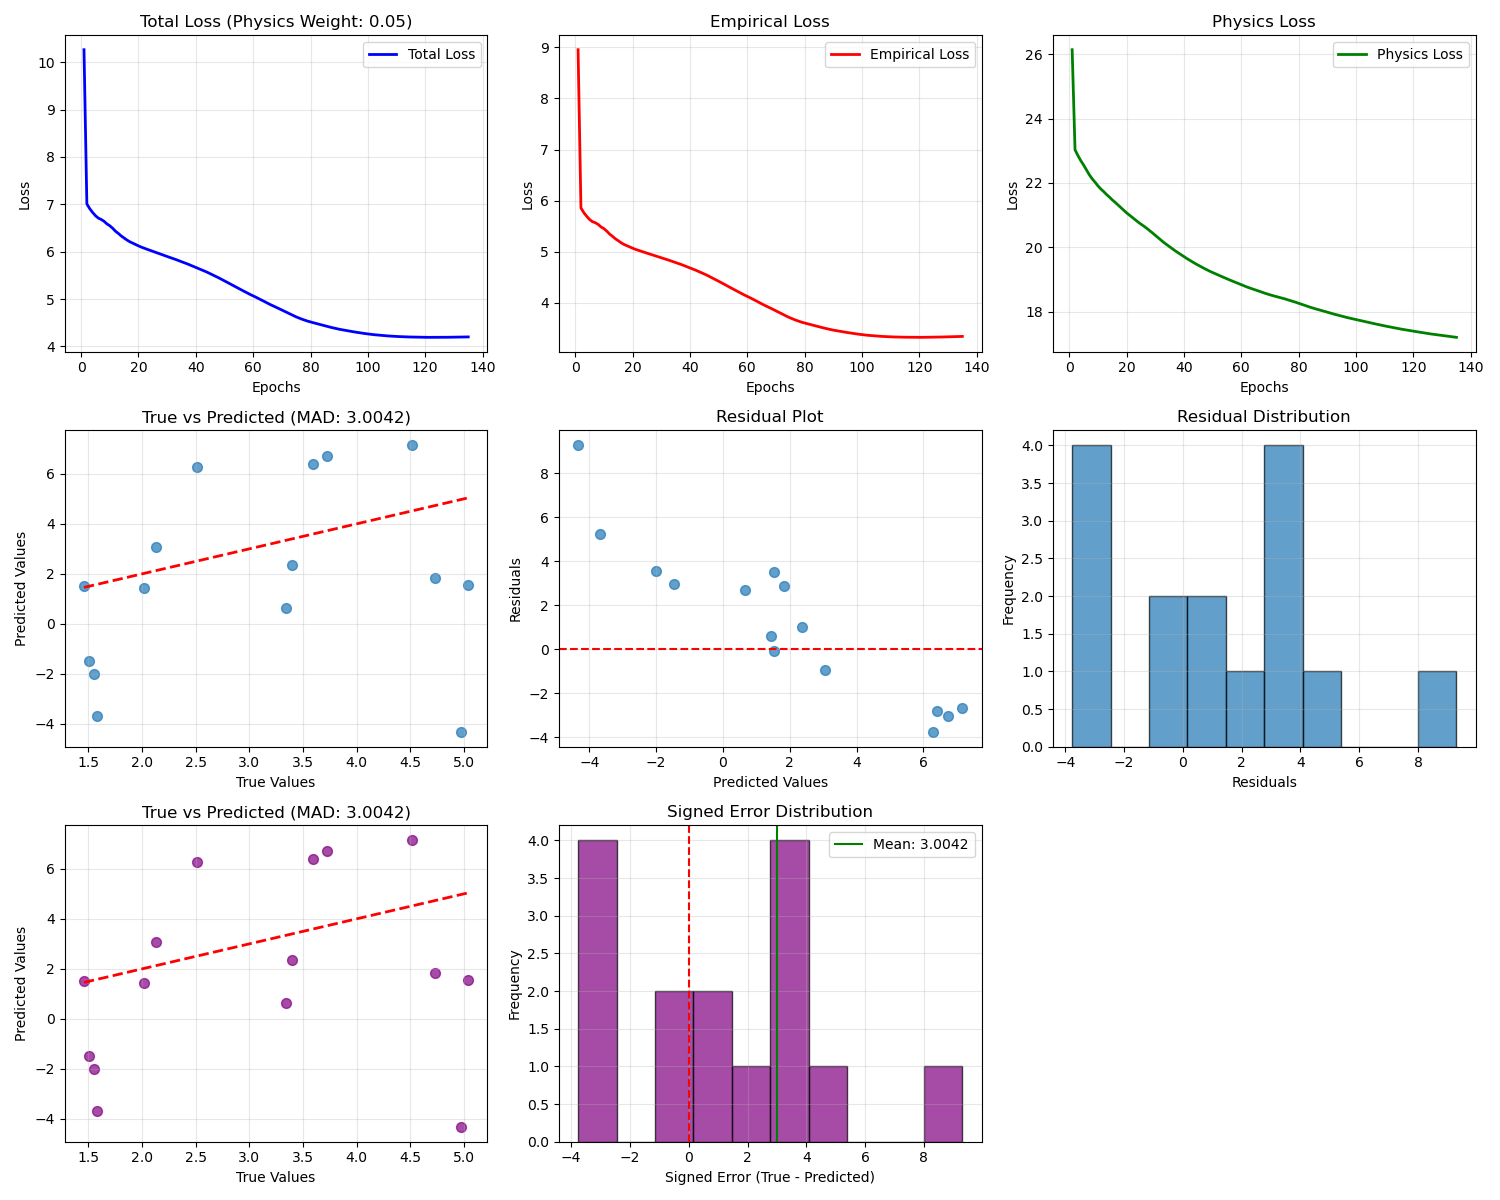 Total Loss (Physics Weight: 0.05)
Total Loss
Loss
10
9
8
7
6
5
4
0 20 40 60 80 100 120 140
Epochs
Empirical Loss
Empirical Loss
Loss
9
8
7
6
5
4
0 20 40 60 80 100 120 140
Epochs
Physics Loss
Physics Loss
Loss
26
24
22
20
18
0 20 40 60 80 100 120 140
Epochs
True vs Predicted (MAD: 3.0042)
Predicted Values
6
4
2
0
−2
−4
1.5 2.0 2.5 3.0 3.5 4.0 4.5 5.0
True Values
Residual Plot
Residuals
8
6
4
2
0
−2
−4
−4 −2 0 2 4 6
Predicted Values
Residual Distribution
Frequency
4.0
3.5
3.0
2.5
2.0
1.5
1.0
0.5
0.0
−4 −2 0 2 4 6 8
Residuals
True vs Predicted (MAD: 3.0042)
Predicted Values
6
4
2
0
−2
−4
1.5 2.0 2.5 3.0 3.5 4.0 4.5 5.0
True Values
Signed Error Distribution
Mean: 3.0042
Frequency
4.0
3.5
3.0
2.5
2.0
1.5
1.0
0.5
0.0
−4 −2 0 2 4 6 8
Signed Error (True - Predicted)